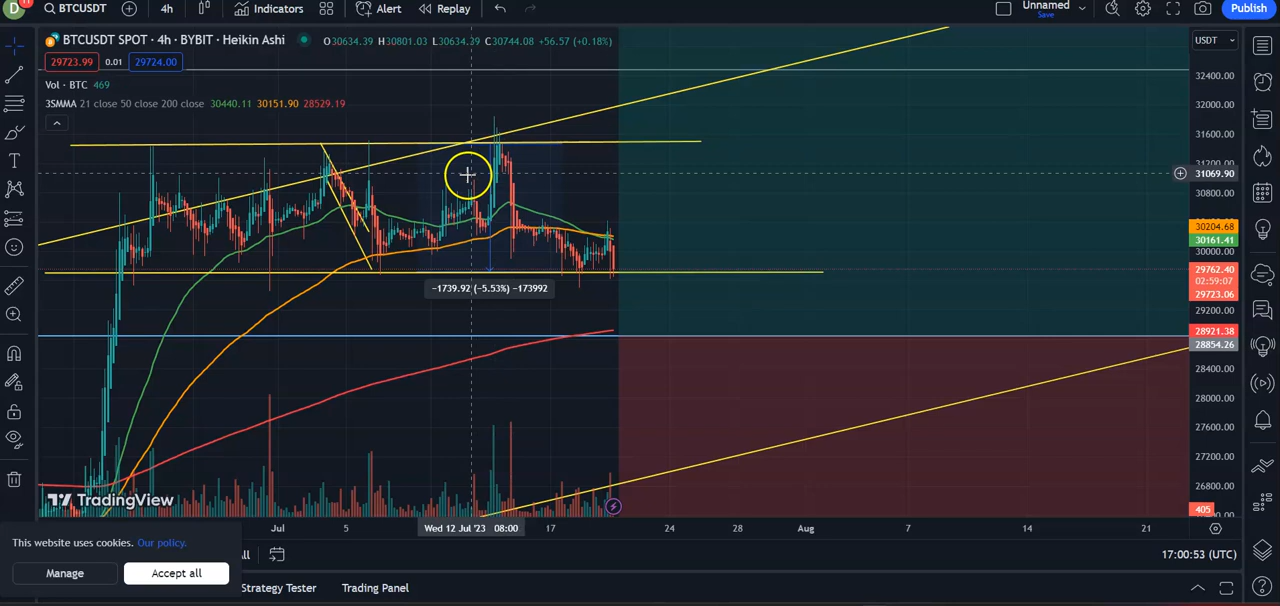 D
11
BTCUSDT
4h
Indicators
Alert
Replay
Unnamed
Save
Publish
BTCUSDT SPOT · 4h · BYBIT · Heikin Ashi
O30634.39 H30801.03 L30634.39 C30744.08 +56.57 (+0.18%)
USDT
29723.99 0.01 29724.00
Vol · BTC 469
3SMMA 21 close 50 close 200 close 30440.11 30151.90 28529.19
32400.00
32000.00
31600.00
31069.90
30800.00
30204.68
30161.41
30000.00
29762.40
02:59:07
29723.06
29200.00
28921.38
28854.26
28400.00
28000.00
27600.00
27200.00
26800.00
405
−1739.92 (−5.53%) −173992
TradingView
Jul
5
Wed 12 Jul '23 08:00
17
24
28
Aug
7
14
21
This website uses cookies. Our policy.
Manage
Accept all
17:00:53 (UTC)
Strategy Tester
Trading Panel